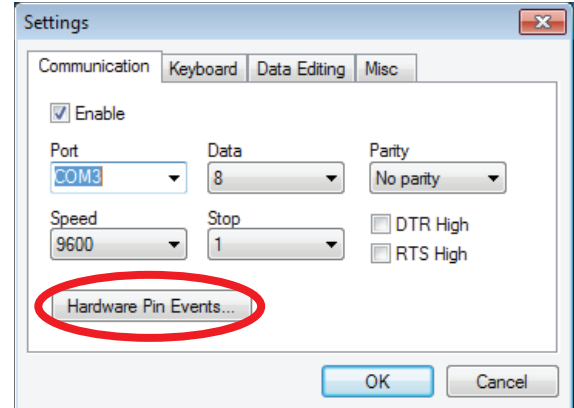 Settings
Communication Keyboard Data Editing Misc
Enable
Port Data Parity
COM3 8 No parity
Speed Stop DTR High
9600 1 RTS High
Hardware Pin Events...
OK Cancel